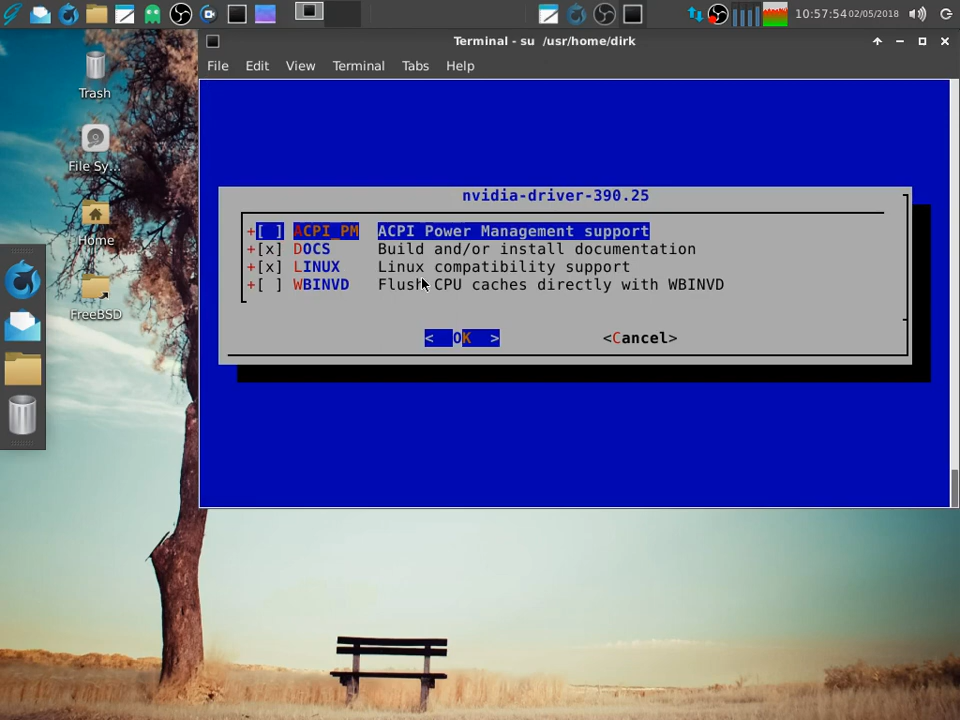 10:57:54 02/05/2018
Terminal - su /usr/home/dirk
File Edit View Terminal Tabs Help
Trash
File Sy...
Home
FreeBSD
nvidia-driver-390.25
+[ ] ACPI_PM ACPI Power Management support
+[x] DOCS Build and/or install documentation
+[x] LINUX Linux compatibility support
+[ ] WBINVD Flush CPU caches directly with WBINVD
< OK > <Cancel>